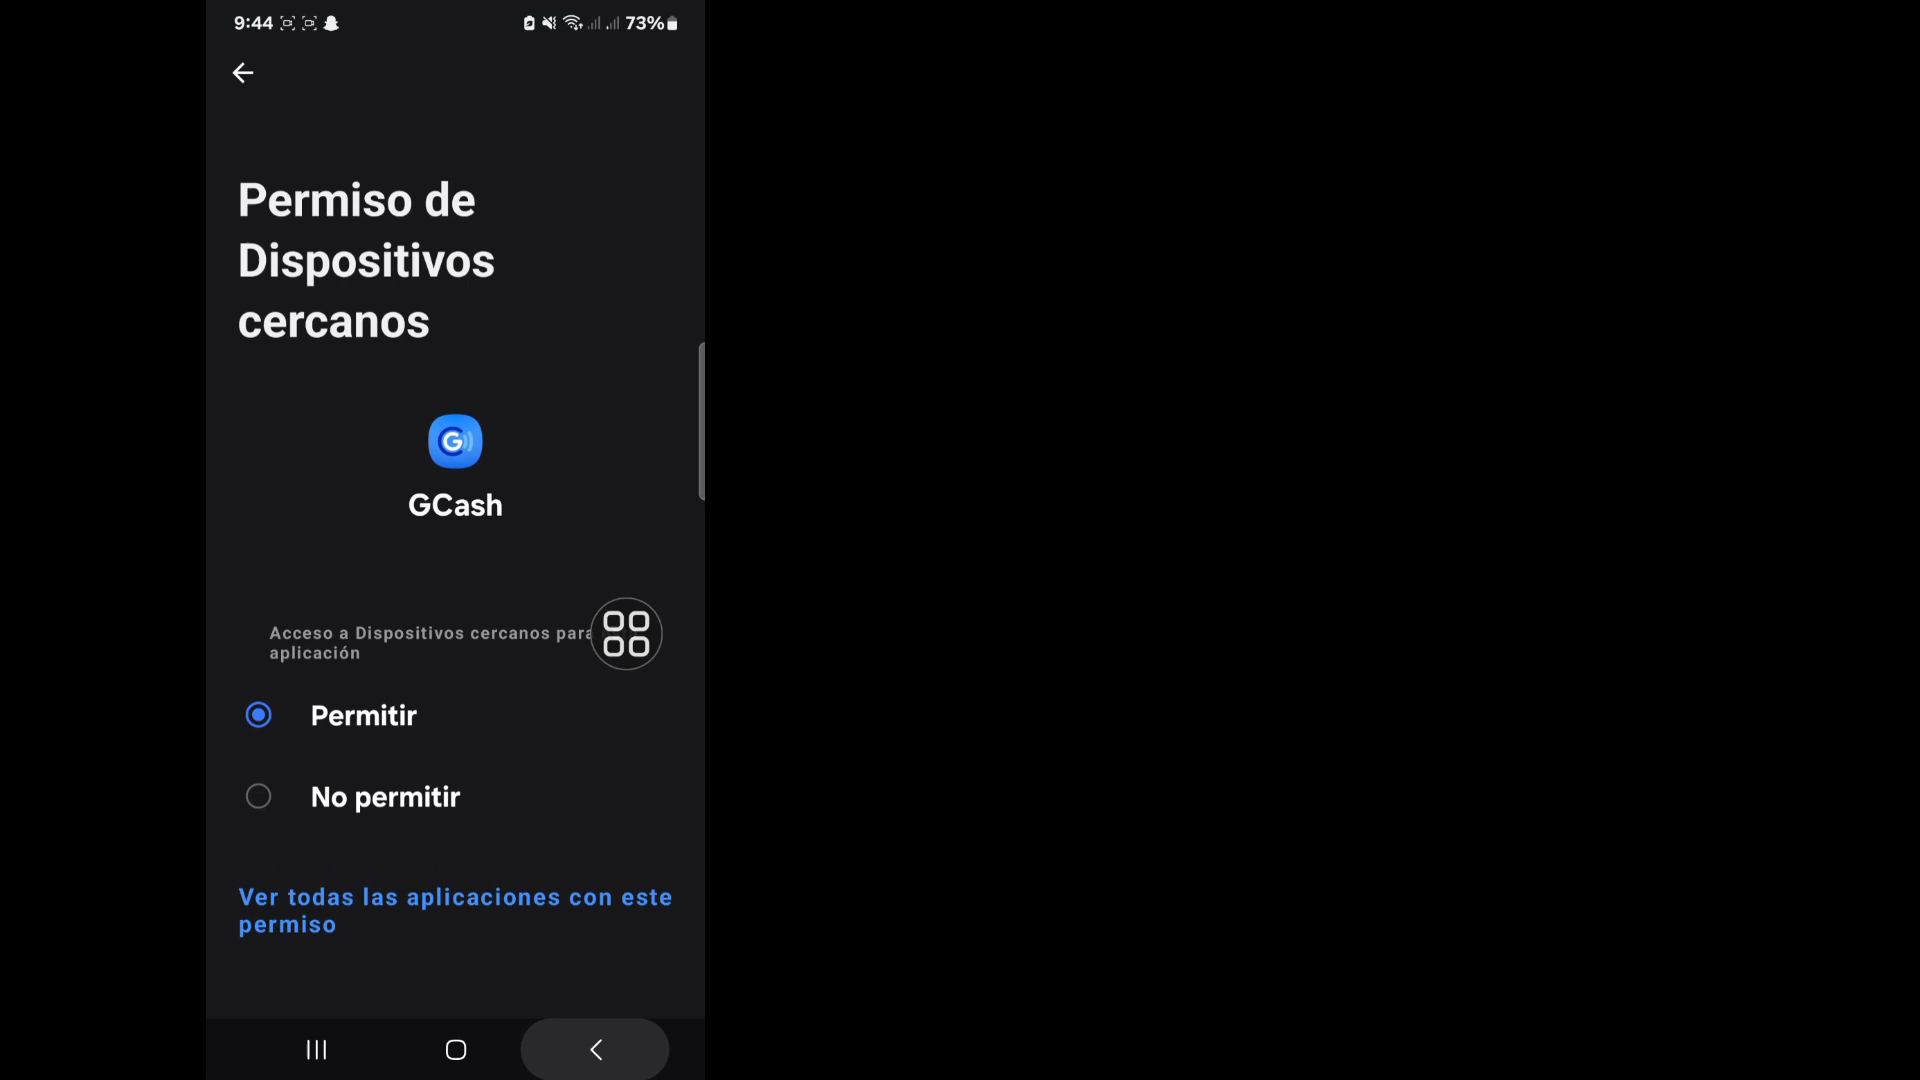 9:44
73%
Permiso de
Dispositivos
cercanos
G
GCash
Acceso a Dispositivos cercanos para
aplicación
Permitir
No permitir
Ver todas las aplicaciones con este
permiso